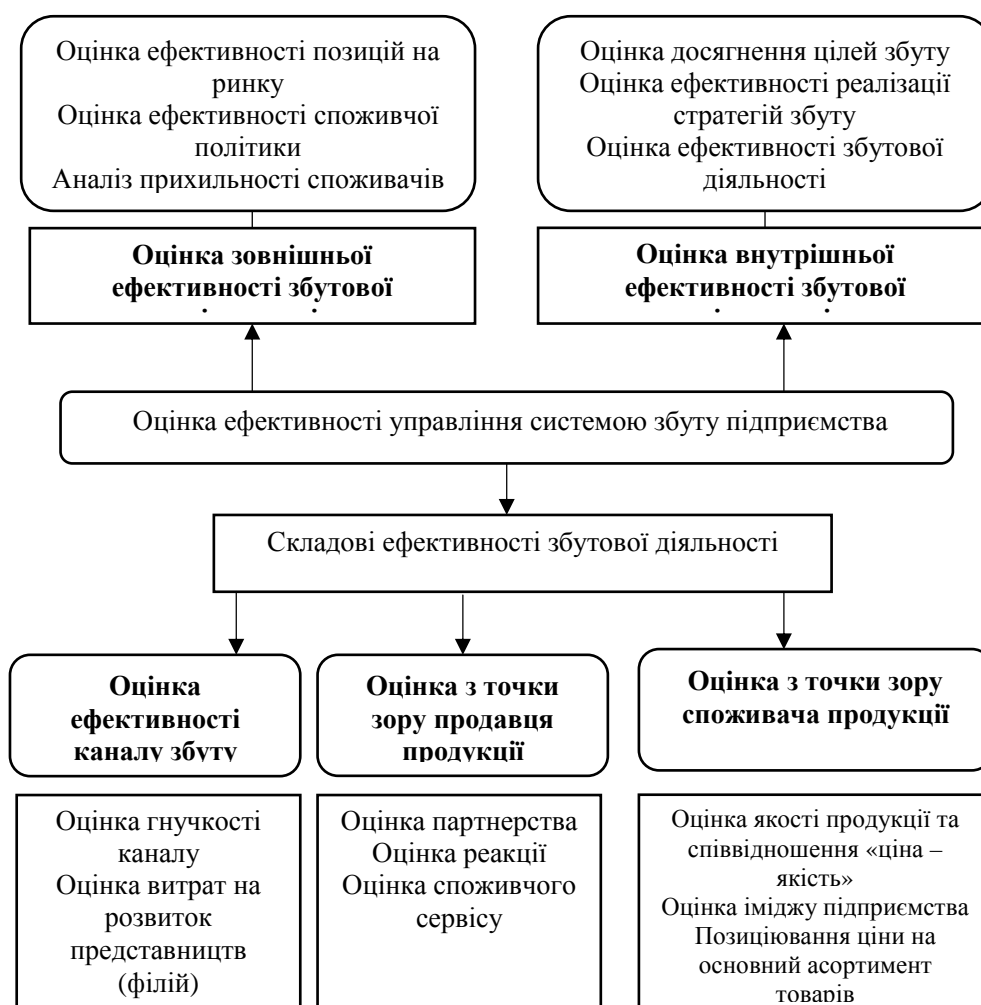 Оцінка ефективності позицій на
ринку
Оцінка ефективності споживчої
політики
Аналіз прихильності споживачів
Оцінка досягнення цілей збуту
Оцінка ефективності реалізації
стратегій збуту
Оцінка ефективності збутової
діяльності
Оцінка зовнішньої
ефективності збутової
Оцінка внутрішньої
ефективності збутової
Оцінка ефективності управління системою збуту підприємства
Складові ефективності збутової діяльності
Оцінка
ефективності
каналу збуту
Оцінка з точки
зору продавця
продукції
Оцінка з точки зору
споживача продукції
Оцінка гнучкості
каналу
Оцінка витрат на
розвиток
представництв
(філій)
Оцінка партнерства
Оцінка реакції
Оцінка споживчого
сервісу
Оцінка якості продукції та
співвідношення «ціна –
якість»
Оцінка іміджу підприємства
Позиціювання ціни на
основний асортимент
товарів